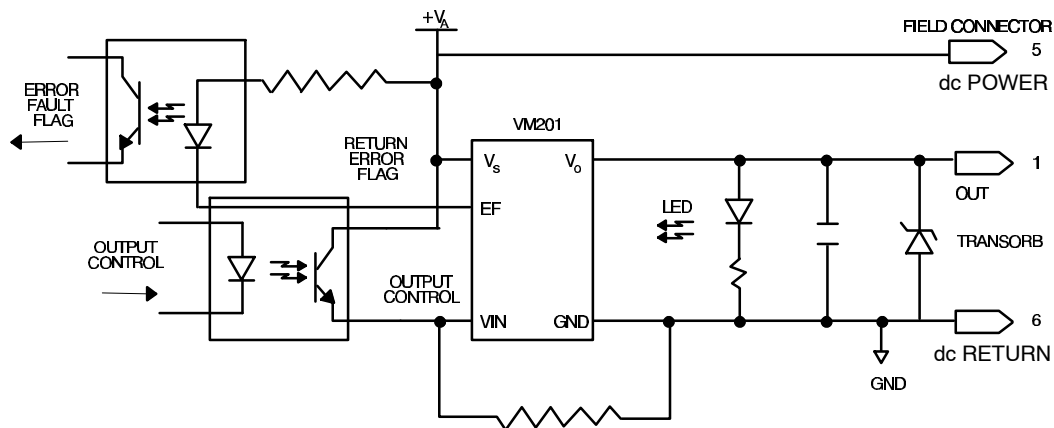 +VA
FIELD CONNECTOR
5
dc POWER
ERROR
FAULT
FLAG
VM201
RETURN
ERROR
FLAG
Vs
Vo
1
OUT
EF
LED
TRANSORB
OUTPUT
CONTROL
OUTPUT
CONTROL
VIN
GND
6
dc RETURN
GND